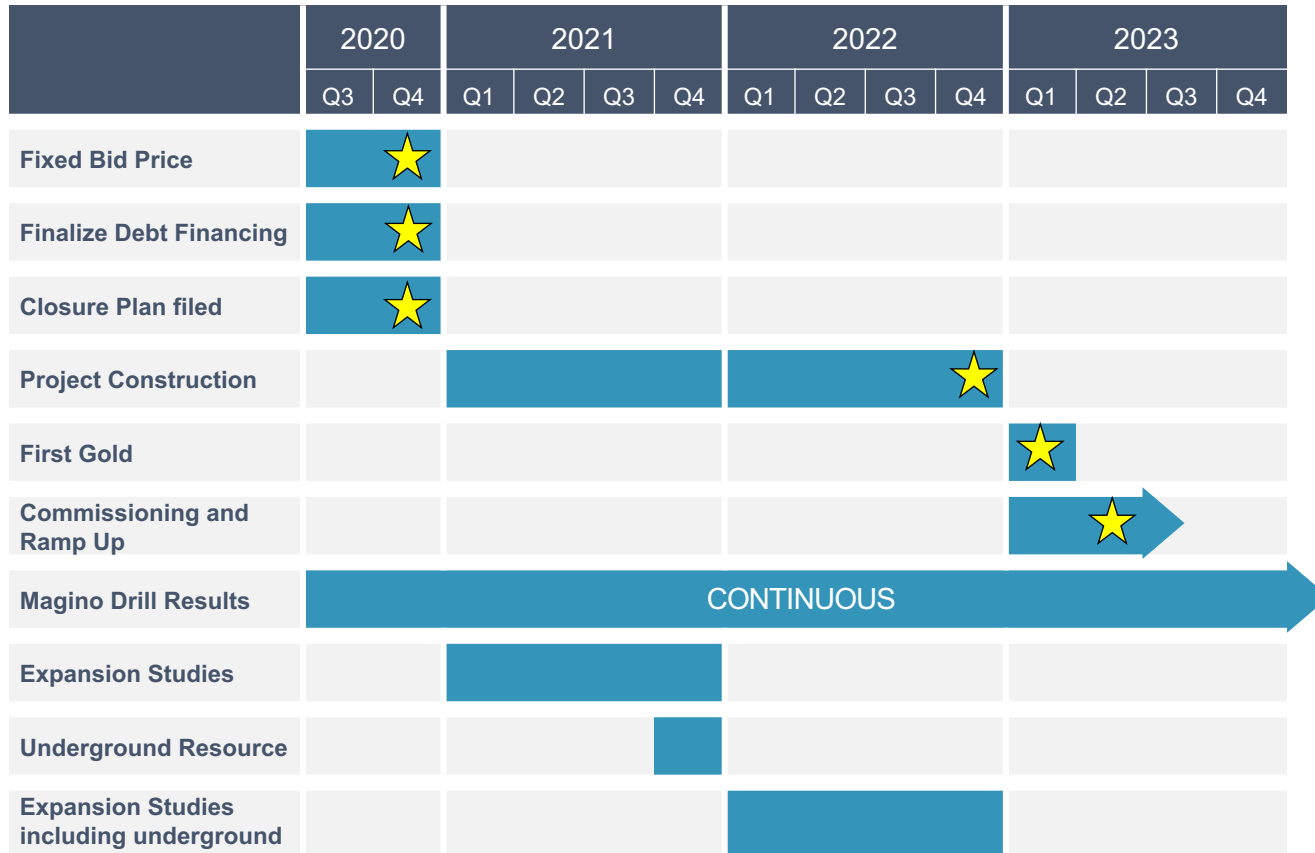 2020 2021 2022 2023
Q3 Q4 Q1 Q2 Q3 Q4 Q1 Q2 Q3 Q4 Q1 Q2 Q3 Q4
Fixed Bid Price
Finalize Debt Financing
Closure Plan filed
Project Construction
First Gold
Commissioning and
Ramp Up
Magino Drill Results
CONTINUOUS
Expansion Studies
Underground Resource
Expansion Studies
including underground